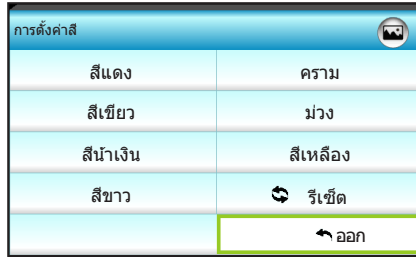 การตั้งค่าสี
สีแดง คราม
สีเขียว ม่วง
สีน้ำเงิน สีเหลือง
สีขาว รีเซ็ต
ออก